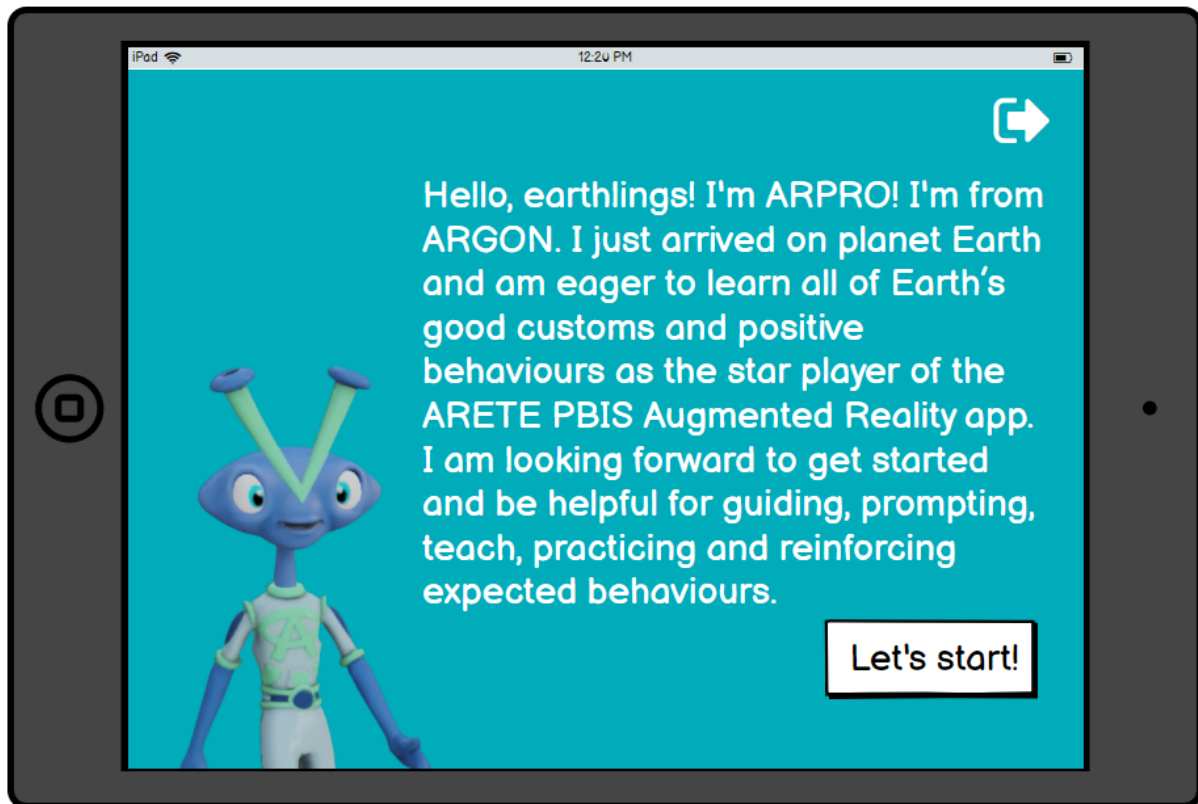 iPad
12:20 PM
Hello, earthlings! I'm ARPRO! I'm from
ARGON. I just arrived on planet Earth
and am eager to learn all of Earth's
good customs and positive
behaviours as the star player of the
ARETE PBIS Augmented Reality app.
I am looking forward to get started
and be helpful for guiding, prompting,
teach, practicing and reinforcing
expected behaviours.
Let's start!
A